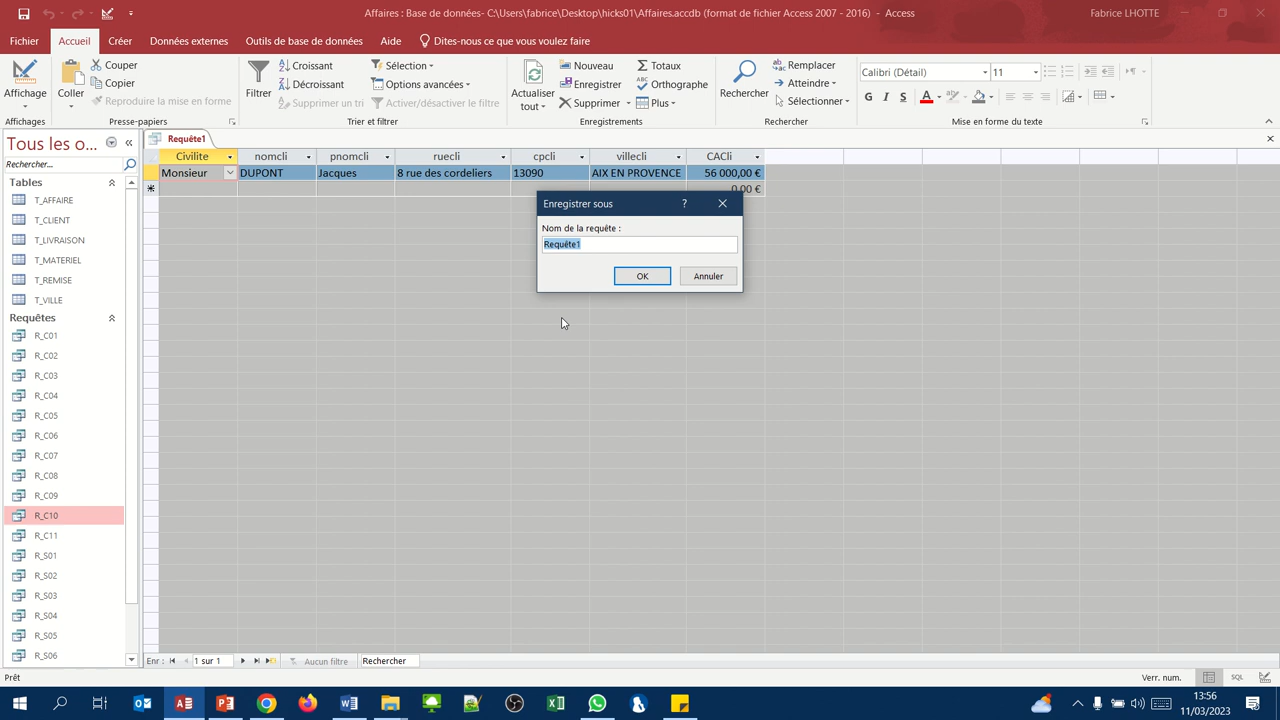 Affaires : Base de données- C:\Users\fabrice\Desktop\hicks01\Affaires.accdb (format de fichier Access 2007 - 2016) - Access
Fabrice LHOTTE
Fichier Accueil Créer Données externes Outils de base de données Aide Dites-nous ce que vous voulez faire
Affichage
Affichages
Coller
Couper
Copier
Reproduire la mise en forme
Presse-papiers
Filtrer
Croissant
Décroissant
Supprimer un tri
Sélection
Options avancées
Activer/désactiver le filtre
Trier et filtrer
Actualiser
tout
Nouveau
Enregistrer
Supprimer
Totaux
Orthographe
Plus
Enregistrements
Rechercher
Remplacer
Atteindre
Sélectionner
Rechercher
Calibri (Détail) 11
G I S A
Mise en forme du texte
Tous les o...
Rechercher...
Tables
T_AFFAIRE
T_CLIENT
T_LIVRAISON
T_MATERIEL
T_REMISE
T_VILLE
Requêtes
R_C01
R_C02
R_C03
R_C04
R_C05
R_C06
R_C07
R_C08
R_C09
R_C10
R_C11
R_S01
R_S02
R_S03
R_S04
R_S05
R_S06
Requête1
Civilite nomcli pnomcli ruecli cpcli villecli CACli
Monsieur DUPONT Jacques 8 rue des cordeliers 13090 AIX EN PROVENCE 56 000,00 €
0,00 €
Enregistrer sous ?
Nom de la requête :
Requête1
OK Annuler
Enr : 1 sur 1 Aucun filtre Rechercher
Prêt
Verr. num. SQL
13:56
11/03/2023